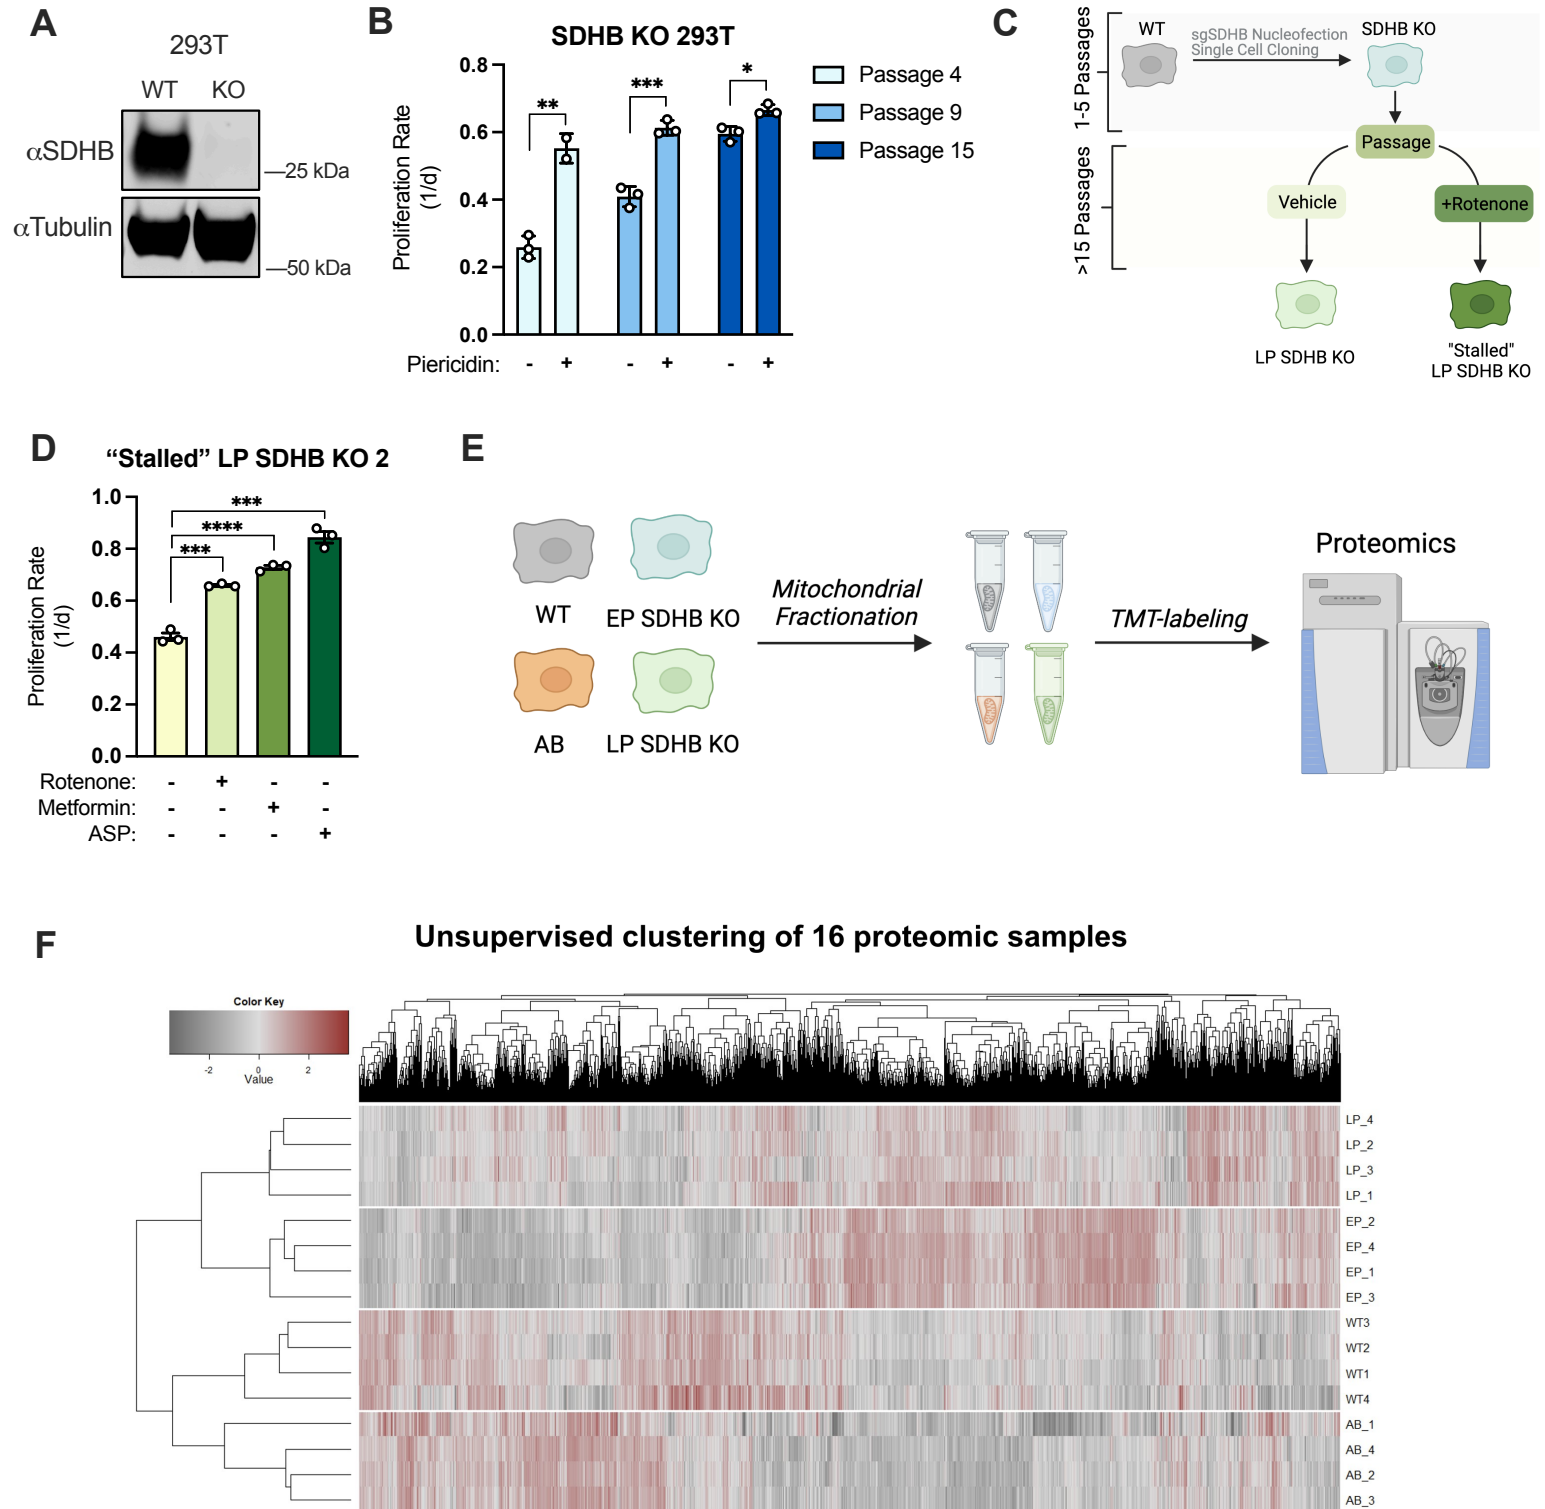 A
293T
WT KO
αSDHB
25 kDa
αTubulin
50 kDa
B
SDHB KO 293T
Proliferation Rate
(1/d)
0.8
0.6
0.4
0.2
0.0
** *** *
Piericidin: - + - + - +
Passage 4
Passage 9
Passage 15
C
1-5 Passages
>15 Passages
WT
sgSDHB Nucleofection
Single Cell Cloning
SDHB KO
Passage
Vehicle
+Rotenone
LP SDHB KO
"Stalled"
LP SDHB KO
D
“Stalled” LP SDHB KO 2
Proliferation Rate
(1/d)
1.0
0.8
0.6
0.4
0.2
0.0
***
****
***
Rotenone: - + - -
Metformin: - - + -
ASP: - - - +
E
WT
EP SDHB KO
AB
LP SDHB KO
Mitochondrial
Fractionation
TMT-labeling
Proteomics
F
Unsupervised clustering of 16 proteomic samples
Color Key
-2 0 2
Value
LP_4
LP_2
LP_3
LP_1
EP_2
EP_4
EP_1
EP_3
WT3
WT2
WT1
WT4
AB_1
AB_4
AB_2
AB_3